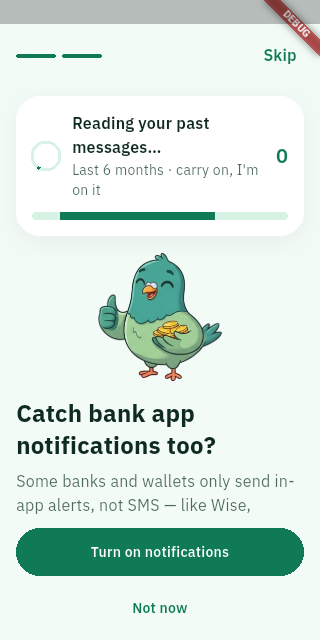 DEBUG
Skip
Reading your past
messages...
Last 6 months · carry on, I'm
on it
0
Catch bank app
notifications too?
Some banks and wallets only send in-
app alerts, not SMS — like Wise,
Turn on notifications
Not now